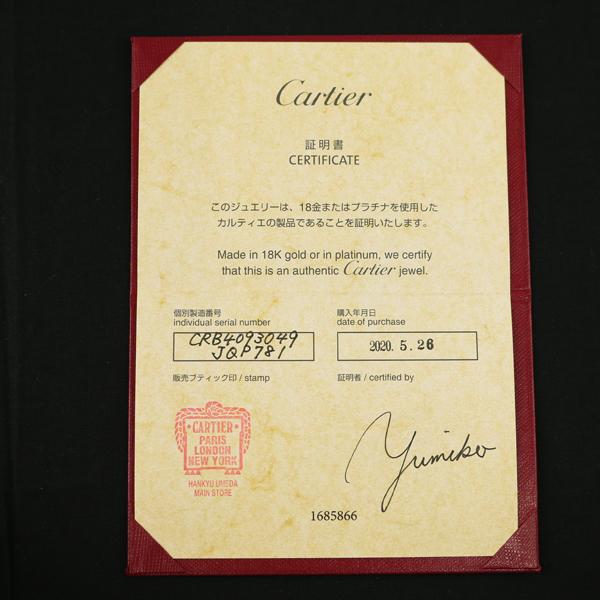 Cartier
証明書
CERTIFICATE
このジュエリーは、18金またはプラチナを使用した
カルティエの製品であることを証明いたします。
Made in 18K gold or in platinum, we certify
that this is an authentic Cartier jewel.
個別製造番号
individual serial number
CRB4093049
JQP781
購入年月日
date of purchase
2020. 5. 26
販売ブティック印 / stamp
証明者 / certified by
CARTIER
PARIS
LONDON
NEW YORK
HANKYU UMEDA
MAIN STORE
Yumiko
1685866